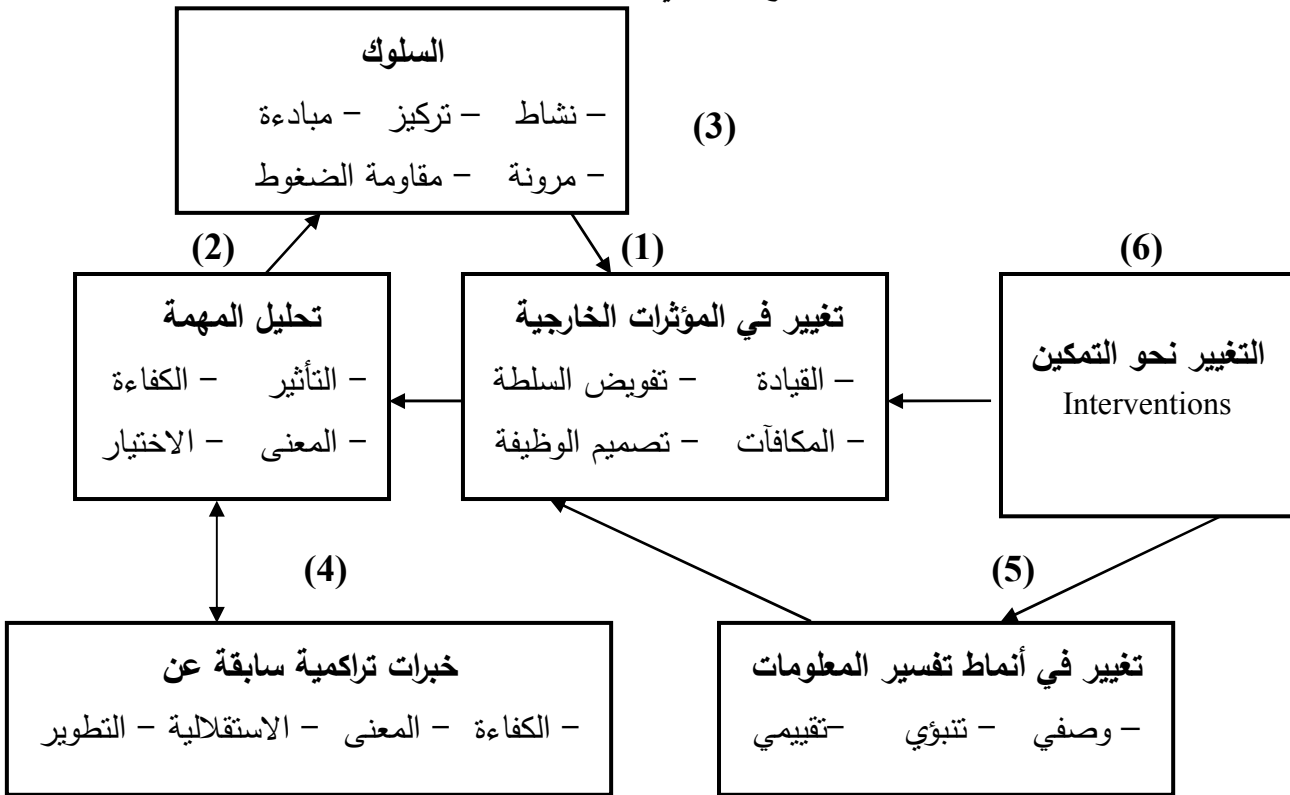 السلوك
– نشاط – تركيز – مبادءة
– مرونة – مقاومة الضغوط
(3)
(6)
(1)
(2)
التغيير نحو التمكين
Interventions
تغيير في المؤثرات الخارجية
– القيادة – تفويض السلطة
– المكافآت – تصميم الوظيفة
تحليل المهمة
– التأثير – الكفاءة
– المعنى – الاختيار
(5)
(4)
تغيير في أنماط تفسير المعلومات
– وصفي – تنبؤي –تقييمي
خبرات تراكمية سابقة عن
– الكفاءة – المعنى – الاستقلالية – التطوير